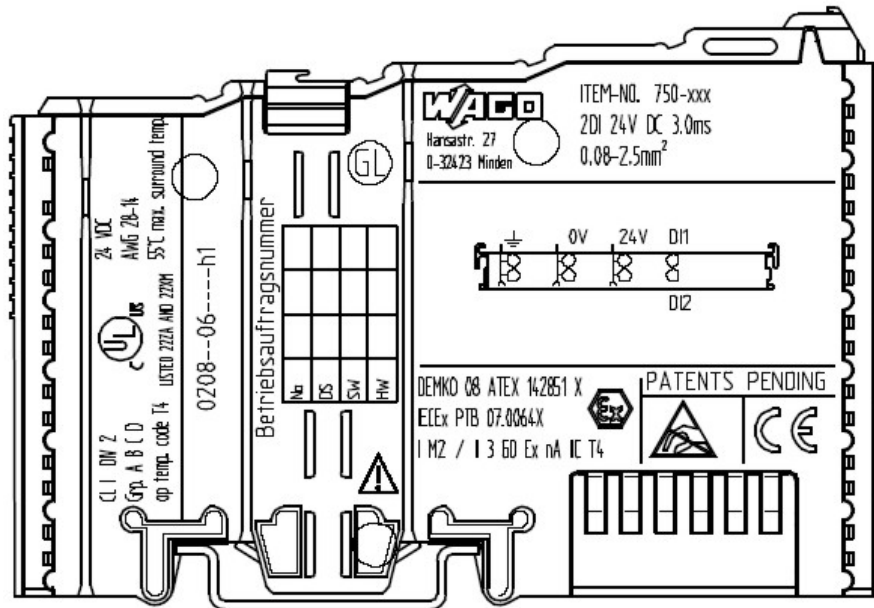 WAGO
Hansastr. 27
D-32423 Minden
ITEM-NO. 750-xxx
2DI 24V DC 3.0ms
0.08-2.5mm²
GL
0V 24V DI1
DI2
24 VDC
AWG 28-14
55°C max. surround temp.
C UL US
LISTED 22ZA AND 22XM
CL I DIV 2
Grp. A B C D
op temp. code T4
0208--06----h1
Betriebsauftragsnummer
No
DS
SW
HW
DEMKO 08 ATEX 142851 X
IECEx PTB 07.0064X
I M2 / II 3 GD Ex nA IIC T4
Ex
PATENTS PENDING
CE